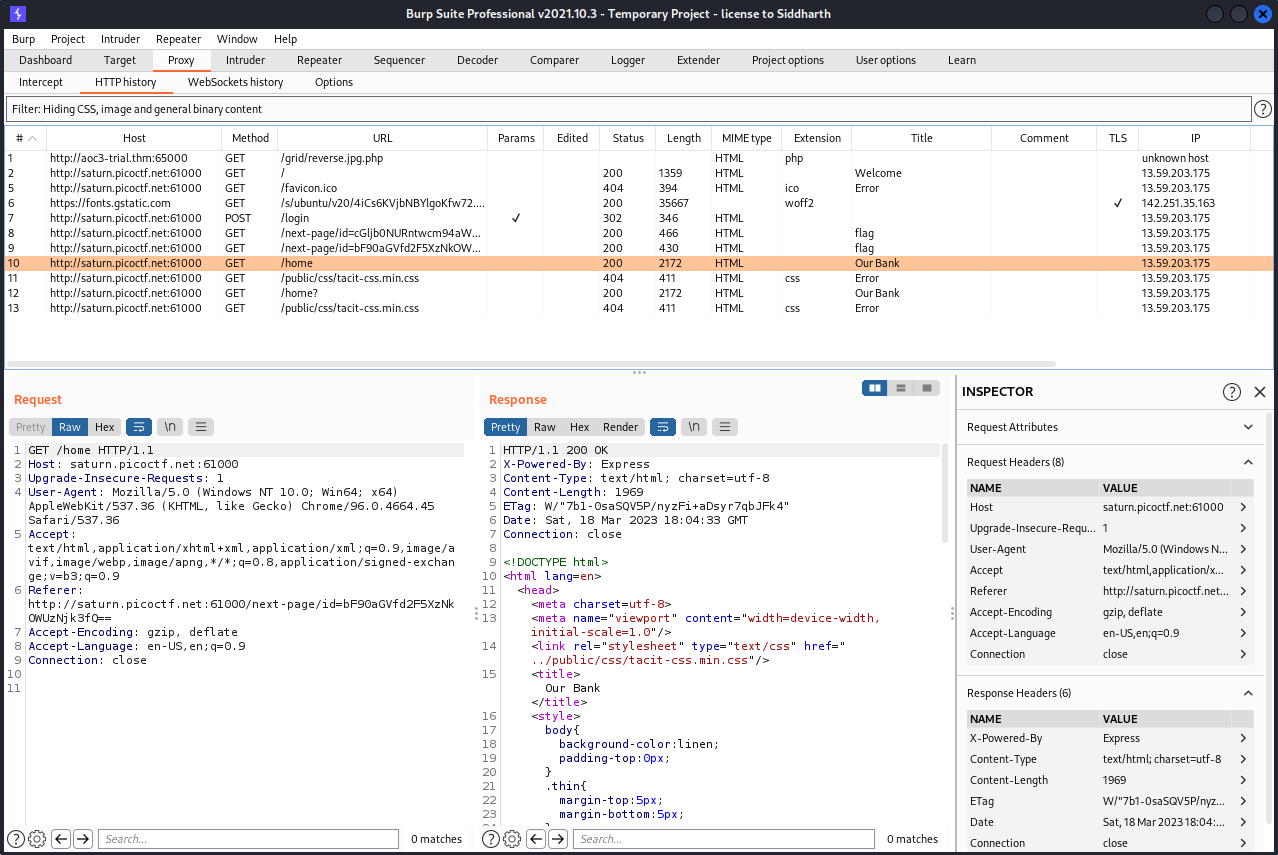 Burp Suite Professional v2021.10.3 - Temporary Project - license to Siddharth
Burp Project Intruder Repeater Window Help
Dashboard Target Proxy Intruder Repeater Sequencer Decoder Comparer Logger Extender Project options User options Learn
Intercept HTTP history WebSockets history Options
Filter: Hiding CSS, image and general binary content
# Host Method URL Params Edited Status Length MIME type Extension Title Comment TLS IP
1 http://aoc3-trial.thm:65000 GET /grid/reverse.jpg.php HTML php unknown host
2 http://saturn.picoctf.net:61000 GET / 200 1359 HTML Welcome 13.59.203.175
5 http://saturn.picoctf.net:61000 GET /favicon.ico 404 394 HTML ico Error 13.59.203.175
6 https://fonts.gstatic.com GET /s/ubuntu/v20/4iCs6KVjbNBYlgoKfw72.... 200 35667 woff2 ✓ 142.251.35.163
7 http://saturn.picoctf.net:61000 POST /login ✓ 302 346 HTML 13.59.203.175
8 http://saturn.picoctf.net:61000 GET /next-page/id=cGljb0NURntwcm94aW... 200 466 HTML flag 13.59.203.175
9 http://saturn.picoctf.net:61000 GET /next-page/id=bF90aGVfd2F5XzNkOW... 200 430 HTML flag 13.59.203.175
10 http://saturn.picoctf.net:61000 GET /home 200 2172 HTML Our Bank 13.59.203.175
11 http://saturn.picoctf.net:61000 GET /public/css/tacit-css.min.css 404 411 HTML css Error 13.59.203.175
12 http://saturn.picoctf.net:61000 GET /home? 200 2172 HTML Our Bank 13.59.203.175
13 http://saturn.picoctf.net:61000 GET /public/css/tacit-css.min.css 404 411 HTML css Error 13.59.203.175
Request
Pretty Raw Hex \n
1 GET /home HTTP/1.1
2 Host: saturn.picoctf.net:61000
3 Upgrade-Insecure-Requests: 1
4 User-Agent: Mozilla/5.0 (Windows NT 10.0; Win64; x64)
AppleWebKit/537.36 (KHTML, like Gecko) Chrome/96.0.4664.45
Safari/537.36
5 Accept:
text/html,application/xhtml+xml,application/xml;q=0.9,image/a
vif,image/webp,image/apng,*/*;q=0.8,application/signed-exchan
ge;v=b3;q=0.9
6 Referer:
http://saturn.picoctf.net:61000/next-page/id=bF90aGVfd2F5XzNk
OWUzNjk3fQ==
7 Accept-Encoding: gzip, deflate
8 Accept-Language: en-US,en;q=0.9
9 Connection: close
10
11
Search...
0 matches
Response
Pretty Raw Hex Render \n
1 HTTP/1.1 200 OK
2 X-Powered-By: Express
3 Content-Type: text/html; charset=utf-8
4 Content-Length: 1969
5 ETag: W/"7b1-0saSQV5P/nyzFi+aDsyr7qbJFk4"
6 Date: Sat, 18 Mar 2023 18:04:33 GMT
7 Connection: close
8
9 <!DOCTYPE html>
10 <html lang=en>
11 <head>
12 <meta charset=utf-8>
13 <meta name="viewport" content="width=device-width,
initial-scale=1.0"/>
14 <link rel="stylesheet" type="text/css" href="
../public/css/tacit-css.min.css"/>
15 <title>
Our Bank
</title>
16 <style>
17 body{
18 background-color:linen;
19 padding-top:0px;
20 }
21 .thin{
22 margin-top:5px;
23 margin-bottom:5px;
Search...
0 matches
INSPECTOR
Request Attributes
Request Headers (8)
NAME VALUE
Host saturn.picoctf.net:61000
Upgrade-Insecure-Requ... 1
User-Agent Mozilla/5.0 (Windows N...
Accept text/html,application/x...
Referer http://saturn.picoctf.net...
Accept-Encoding gzip, deflate
Accept-Language en-US,en;q=0.9
Connection close
Response Headers (6)
NAME VALUE
X-Powered-By Express
Content-Type text/html; charset=utf-8
Content-Length 1969
ETag W/"7b1-0saSQV5P/nyz...
Date Sat, 18 Mar 2023 18:04:...
Connection close